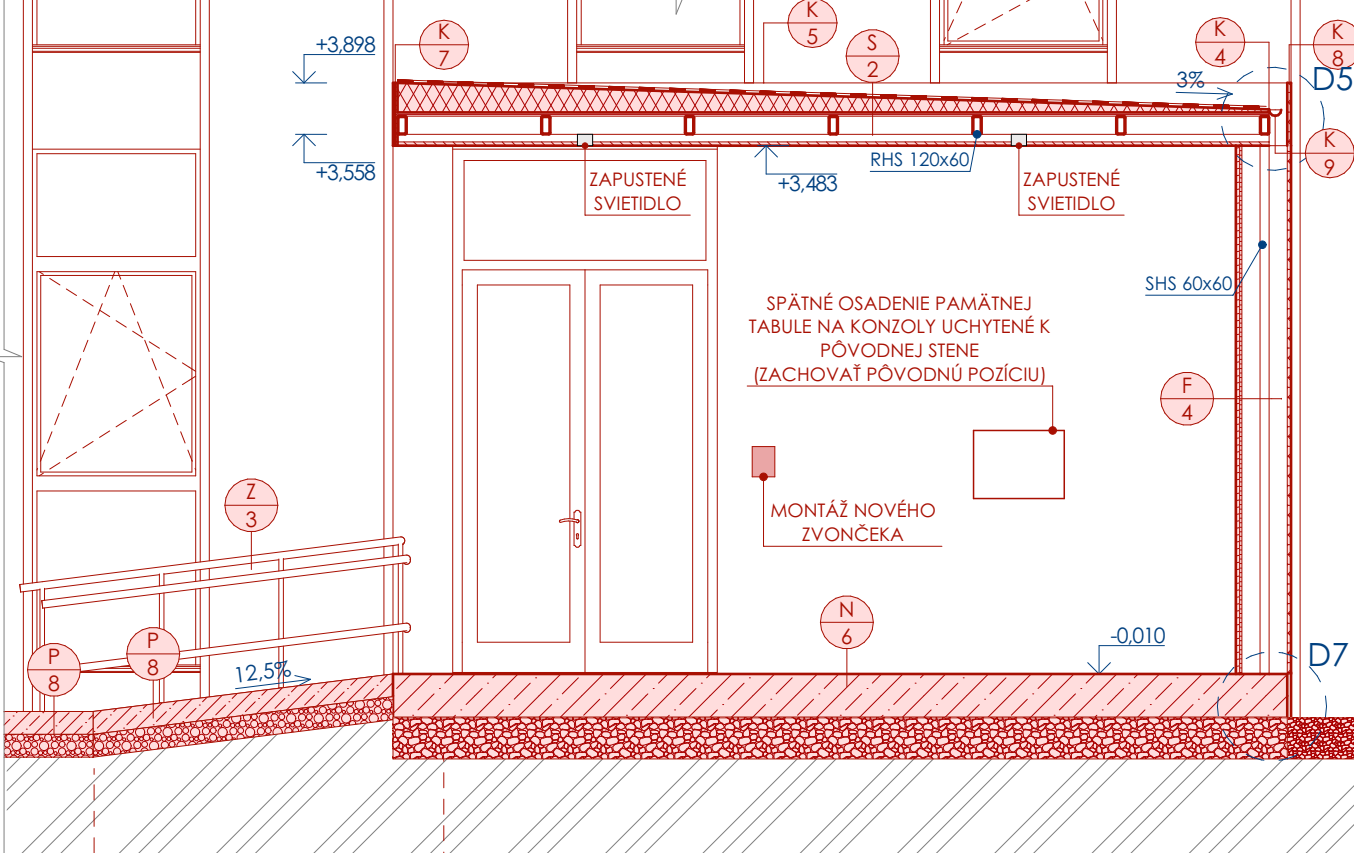 K
5
K
7
+3,898
S
2
K
4
K
8
3%
D5
K
9
+3,558
RHS 120x60
+3,483
ZAPUSTENÉ
SVIETIDLO
ZAPUSTENÉ
SVIETIDLO
SHS 60x60
SPÄTNÉ OSADENIE PAMÄTNEJ
TABULE NA KONZOLY UCHYTENÉ K
PÔVODNEJ STENE
(ZACHOVAŤ PÔVODNÚ POZÍCIU)
F
4
Z
3
MONTÁŽ NOVÉHO
ZVONČEKA
N
6
-0,010
P
8
P
8
12,5%
D7